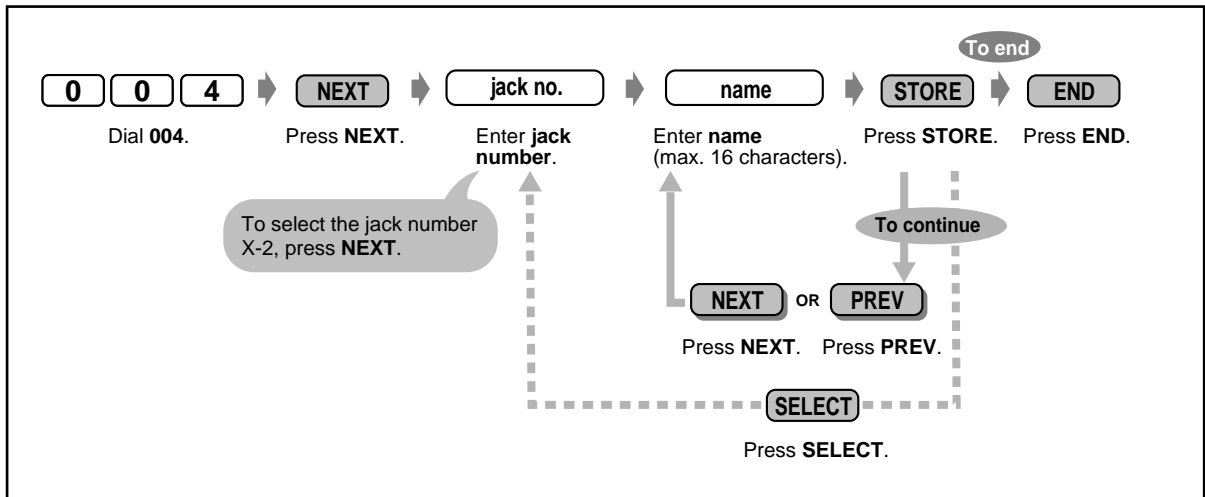 To end
0 0 4 NEXT jack no. name STORE END
Dial 004. Press NEXT. Enter jack number. Enter name (max. 16 characters). Press STORE. Press END.
To select the jack number
X-2, press NEXT.
To continue
NEXT OR PREV
Press NEXT. Press PREV.
SELECT
Press SELECT.